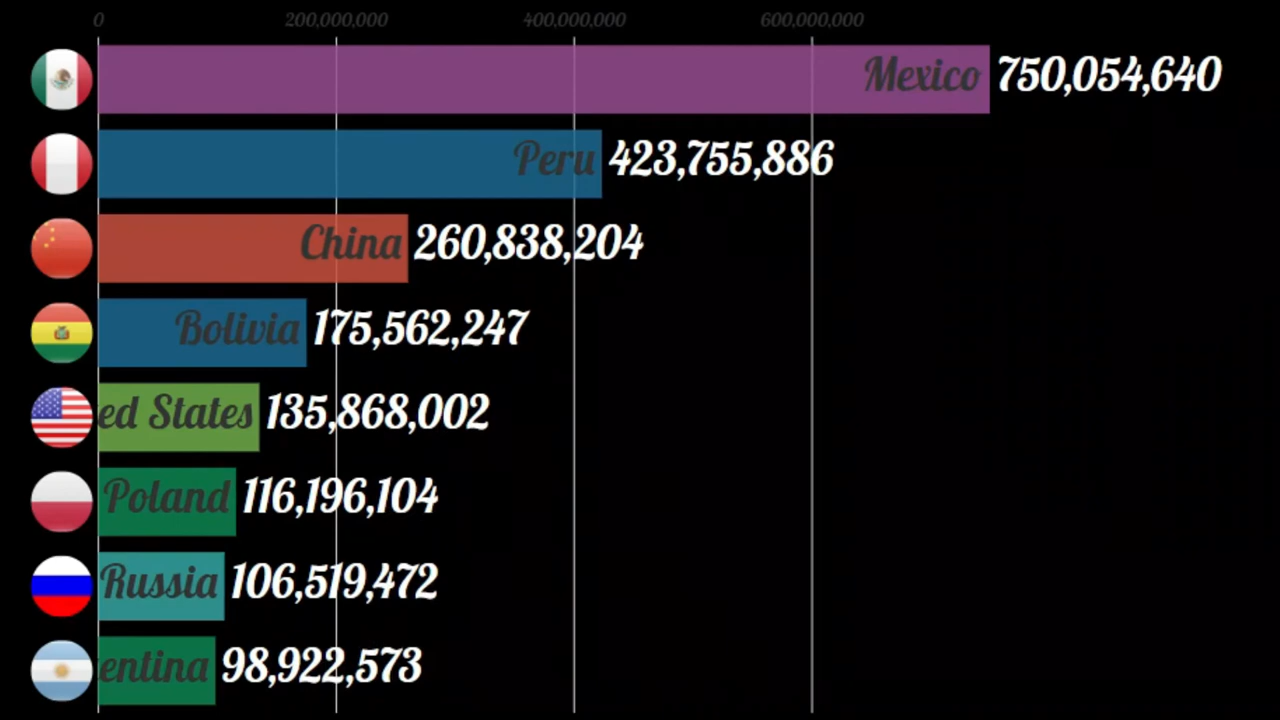 0 200,000,000 400,000,000 600,000,000
Mexico 750,054,640
Peru 423,755,886
China 260,838,204
Bolivia 175,562,247
ed States 135,868,002
Poland 116,196,104
Russia 106,519,472
entina 98,922,573